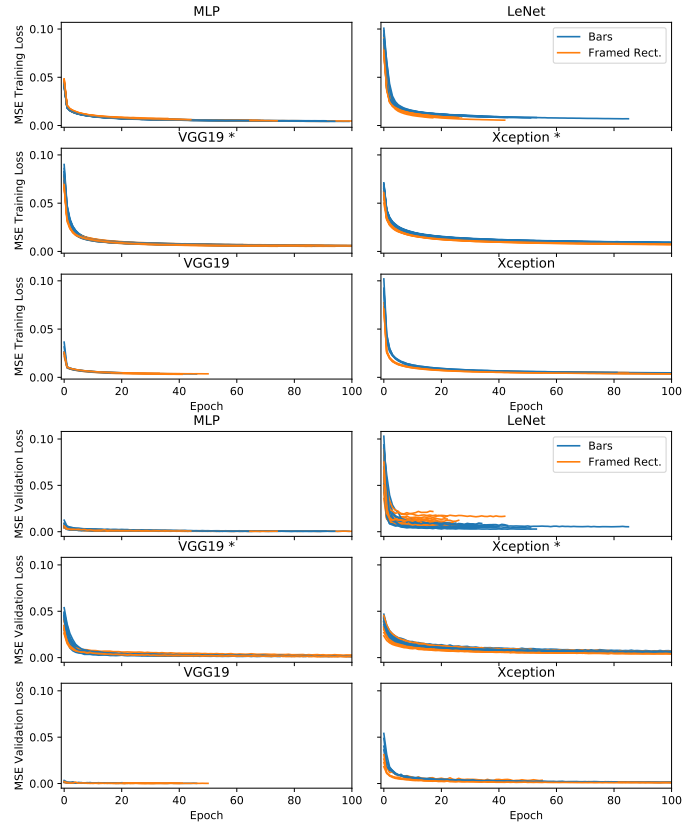 MLP
LeNet
MSE Training Loss
0.10
0.05
0.00
Bars
Framed Rect.
VGG19 *
Xception *
MSE Training Loss
0.10
0.05
0.00
VGG19
Xception
MSE Training Loss
0.10
0.05
0.00
0 20 40 60 80 100
0 20 40 60 80 100
Epoch
Epoch
MLP
LeNet
MSE Validation Loss
0.10
0.05
0.00
Bars
Framed Rect.
VGG19 *
Xception *
MSE Validation Loss
0.10
0.05
0.00
VGG19
Xception
MSE Validation Loss
0.10
0.05
0.00
0 20 40 60 80 100
0 20 40 60 80 100
Epoch
Epoch